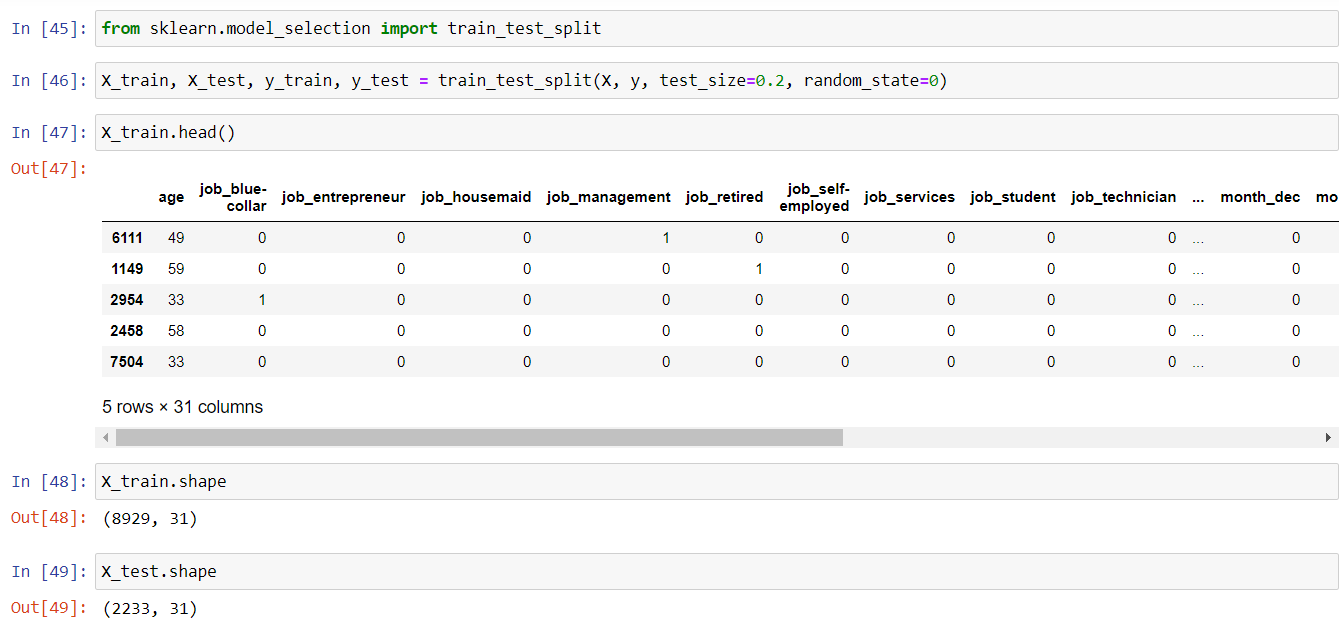 In [45]: from sklearn.model_selection import train_test_split
In [46]: X_train, X_test, y_train, y_test = train_test_split(X, y, test_size=0.2, random_state=0)
In [47]: X_train.head()
Out[47]:
age job_blue-collar job_entrepreneur job_housemaid job_management job_retired job_self-employed job_services job_student job_technician ... month_dec mo
6111 49 0 0 0 1 0 0 0 0 0 ... 0
1149 59 0 0 0 0 1 0 0 0 0 ... 0
2954 33 1 0 0 0 0 0 0 0 0 ... 0
2458 58 0 0 0 0 0 0 0 0 0 ... 0
7504 33 0 0 0 0 0 0 0 0 0 ... 0
5 rows × 31 columns
In [48]: X_train.shape
Out[48]: (8929, 31)
In [49]: X_test.shape
Out[49]: (2233, 31)